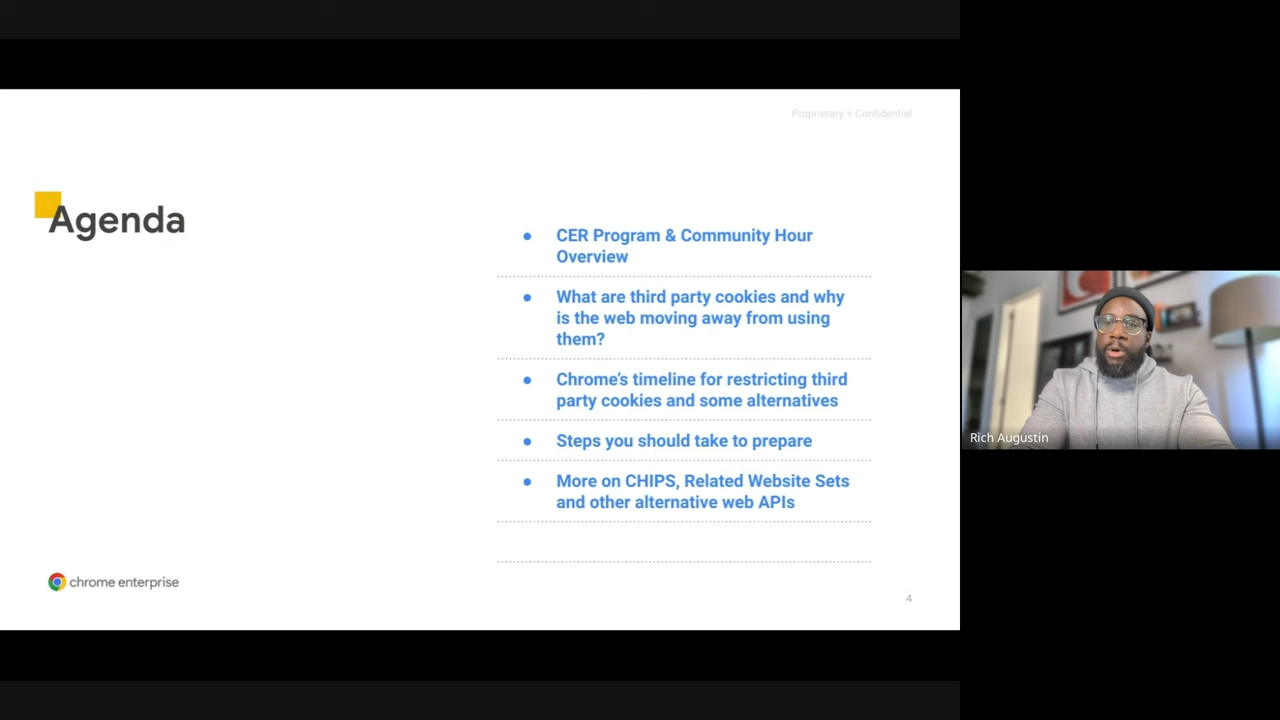 Proprietary + Confidential
Agenda
● CER Program & Community Hour
Overview
● What are third party cookies and why
is the web moving away from using
them?
● Chrome’s timeline for restricting third
party cookies and some alternatives
● Steps you should take to prepare
● More on CHIPS, Related Website Sets
and other alternative web APIs
chrome enterprise
4
Rich Augustin